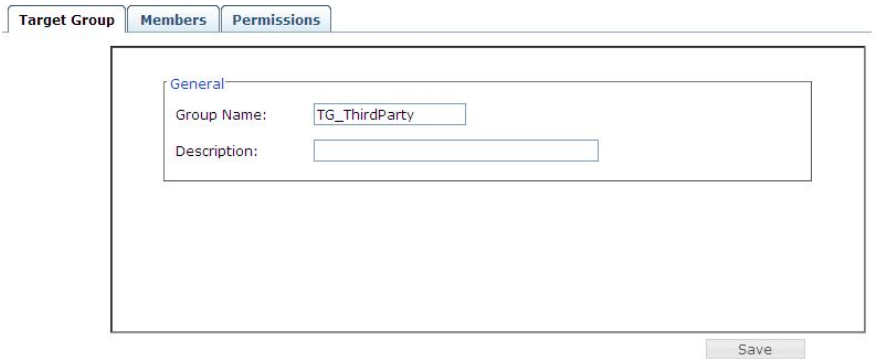 Target Group Members Permissions
General
Group Name: TG_ThirdParty
Description:
Save